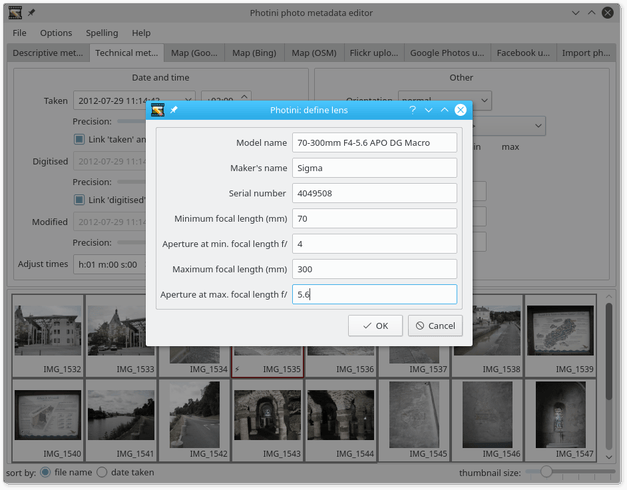 Photini photo metadata editor
File Options Spelling Help
Descriptive met... Technical met... Map (Goo... Map (Bing) Map (OSM) Flickr uplo... Google Photos u... Facebook u... Import ph...
Date and time
Other
Taken 2012-07-29 11:14:43 +02:00
Orientation normal
Precision:
Link 'taken' an
Digitised 2012-07-29 11:14
Precision:
Link 'digitised'
Modified 2012-07-29 11:14
Precision:
Adjust times h:01 m:00 s:00
in max
Photini: define lens
Model name 70-300mm F4-5.6 APO DG Macro
Maker's name Sigma
Serial number 4049508
Minimum focal length (mm) 70
Aperture at min. focal length f/ 4
Maximum focal length (mm) 300
Aperture at max. focal length f/ 5.6
OK Cancel
IMG_1532 IMG_1533 IMG_1534 IMG_1535 IMG_1536 IMG_1537 IMG_1538 IMG_1539
IMG_1540 IMG_1541 IMG_1542 IMG_1543 IMG_1544 IMG_1545 IMG_1546 IMG_1547
sort by: file name date taken thumbnail size: